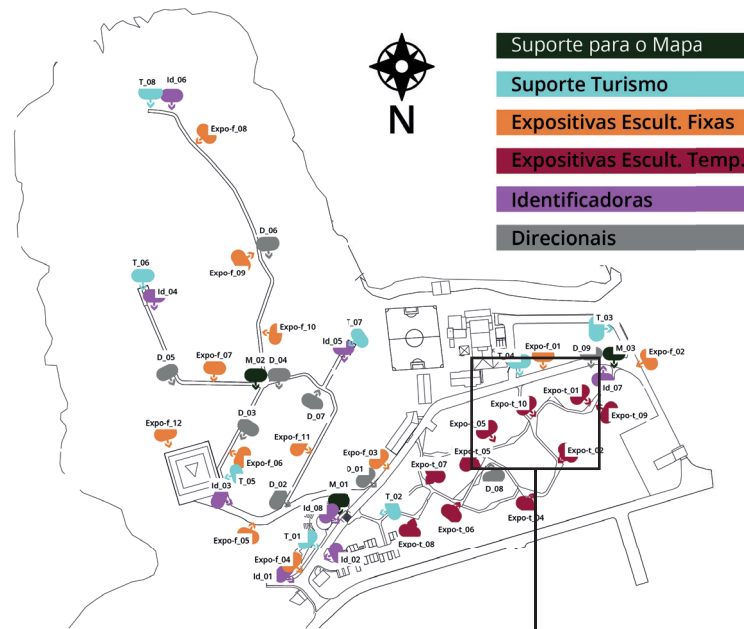 Suporte para o Mapa
Suporte Turismo
Expositivas Escult. Fixas
Expositivas Escult. Temp.
Identificadoras
Direcionais
N
T_08
Id_06
Expo-f_08
D_06
Expo-f_09
T_06
Id_04
Expo-f_10
T_07
Id_05
T_03
D_05
Expo-f_07
M_02
D_04
T_04
Expo-f_01
D_09
M_03
Expo-f_02
Id_07
D_07
Expo-t_01
Expo-t_10
Expo-t_09
Expo-f_12
D_03
Expo-f_11
Expo-t_05
Expo-t_02
Expo-f_03
Expo-f_06
T_05
D_01
Expo-t_07
Expo-t_05
D_08
Id_03
D_02
M_01
Id_08
T_02
Expo-t_04
Expo-t_06
Expo-t_08
Expo-f_05
T_01
Id_02
Expo-f_04
Id_01